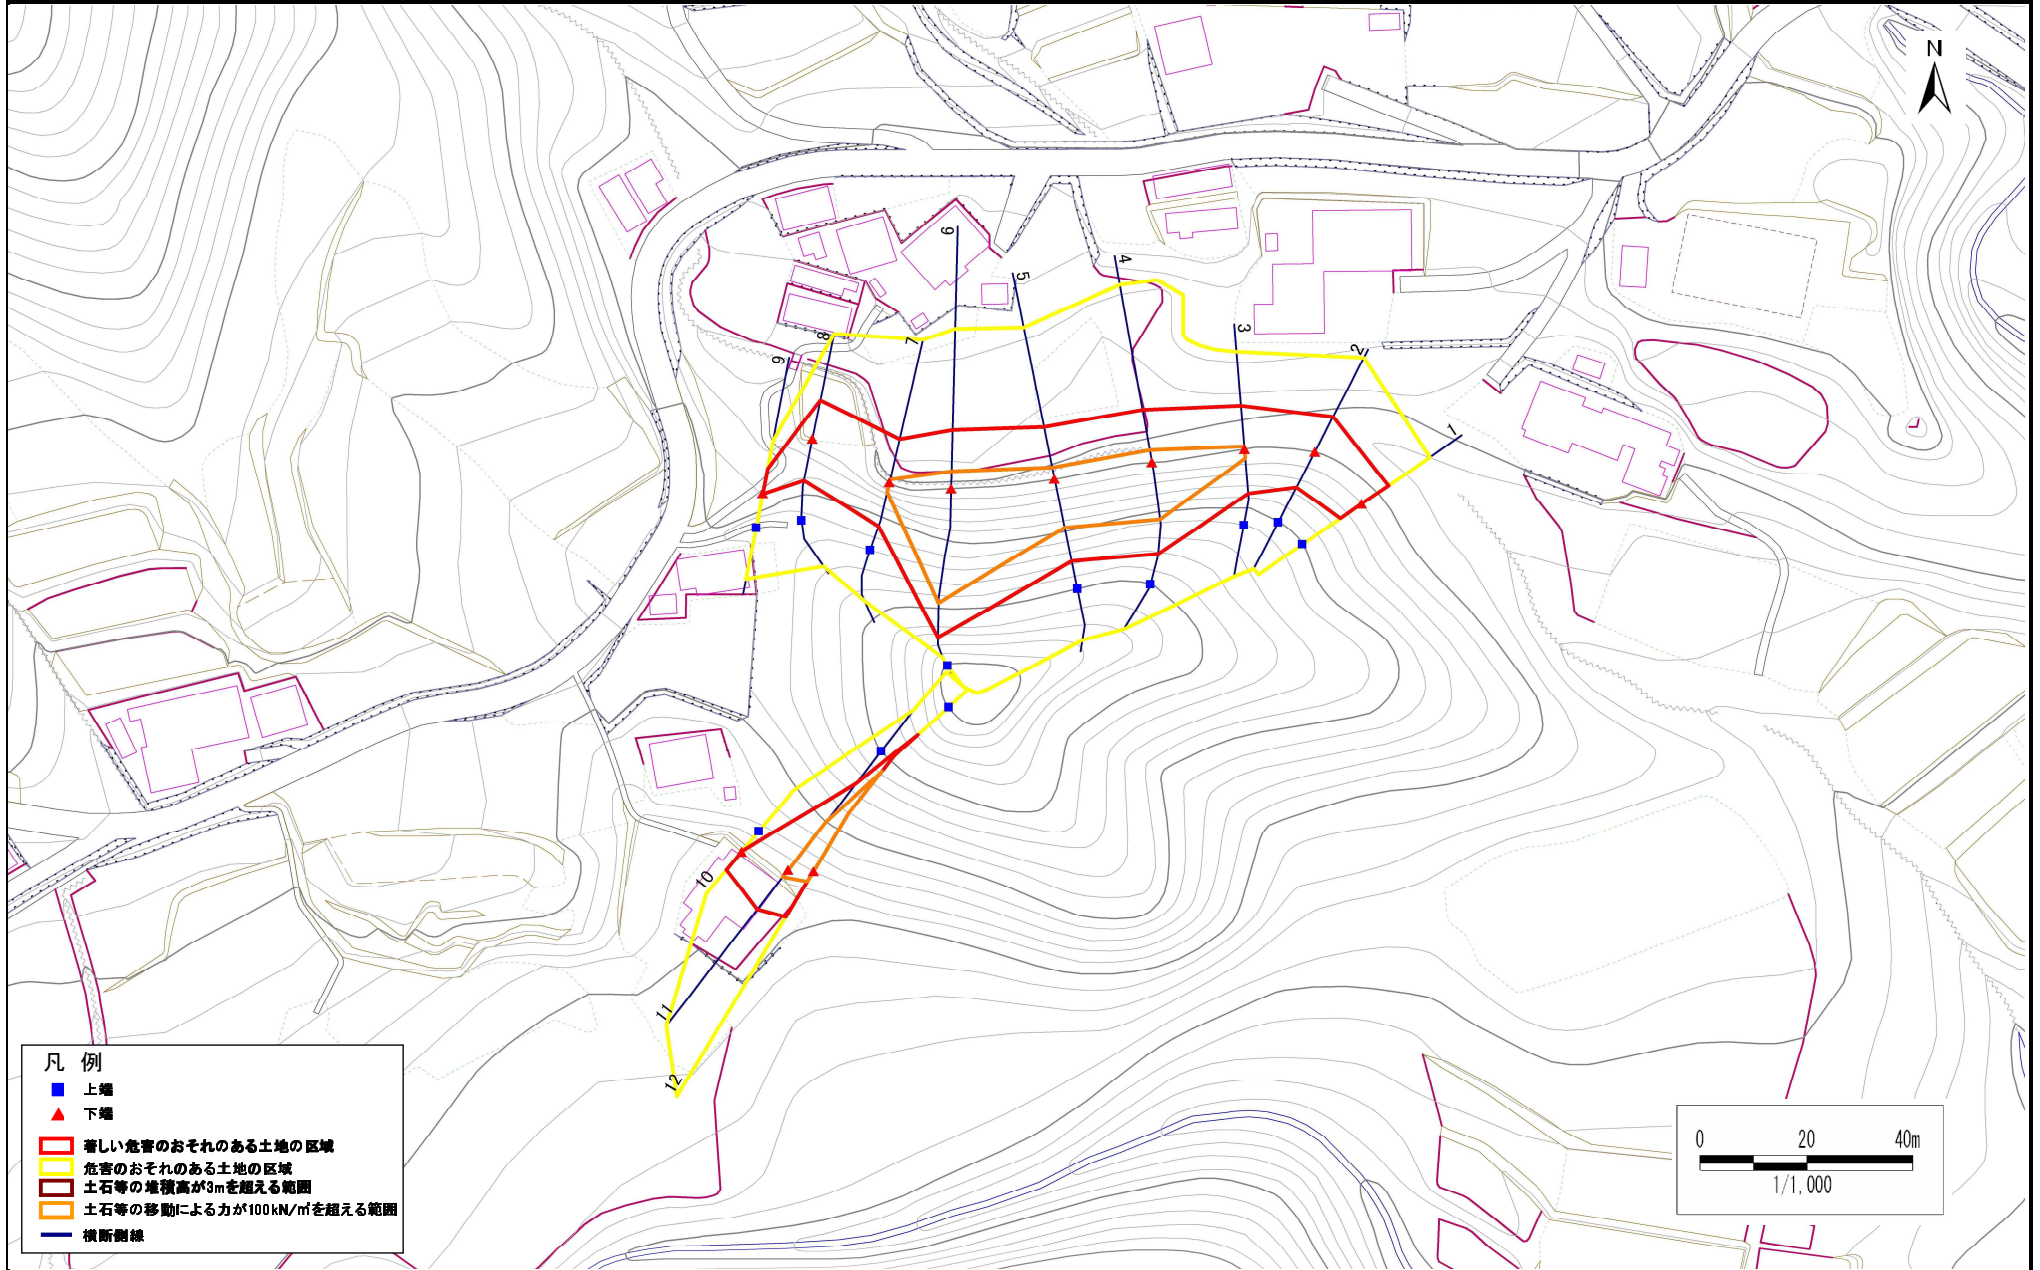 N
9
5
4
3
2
8
7
6
1
10
11
12
凡 例
上端
下端
著しい危害のおそれのある土地の区域
危害のおそれのある土地の区域
土石等の堆積高が3mを超える範囲
土石等の移動による力が100kN/㎡を超える範囲
横断側線
0 20 40m
1/1,000